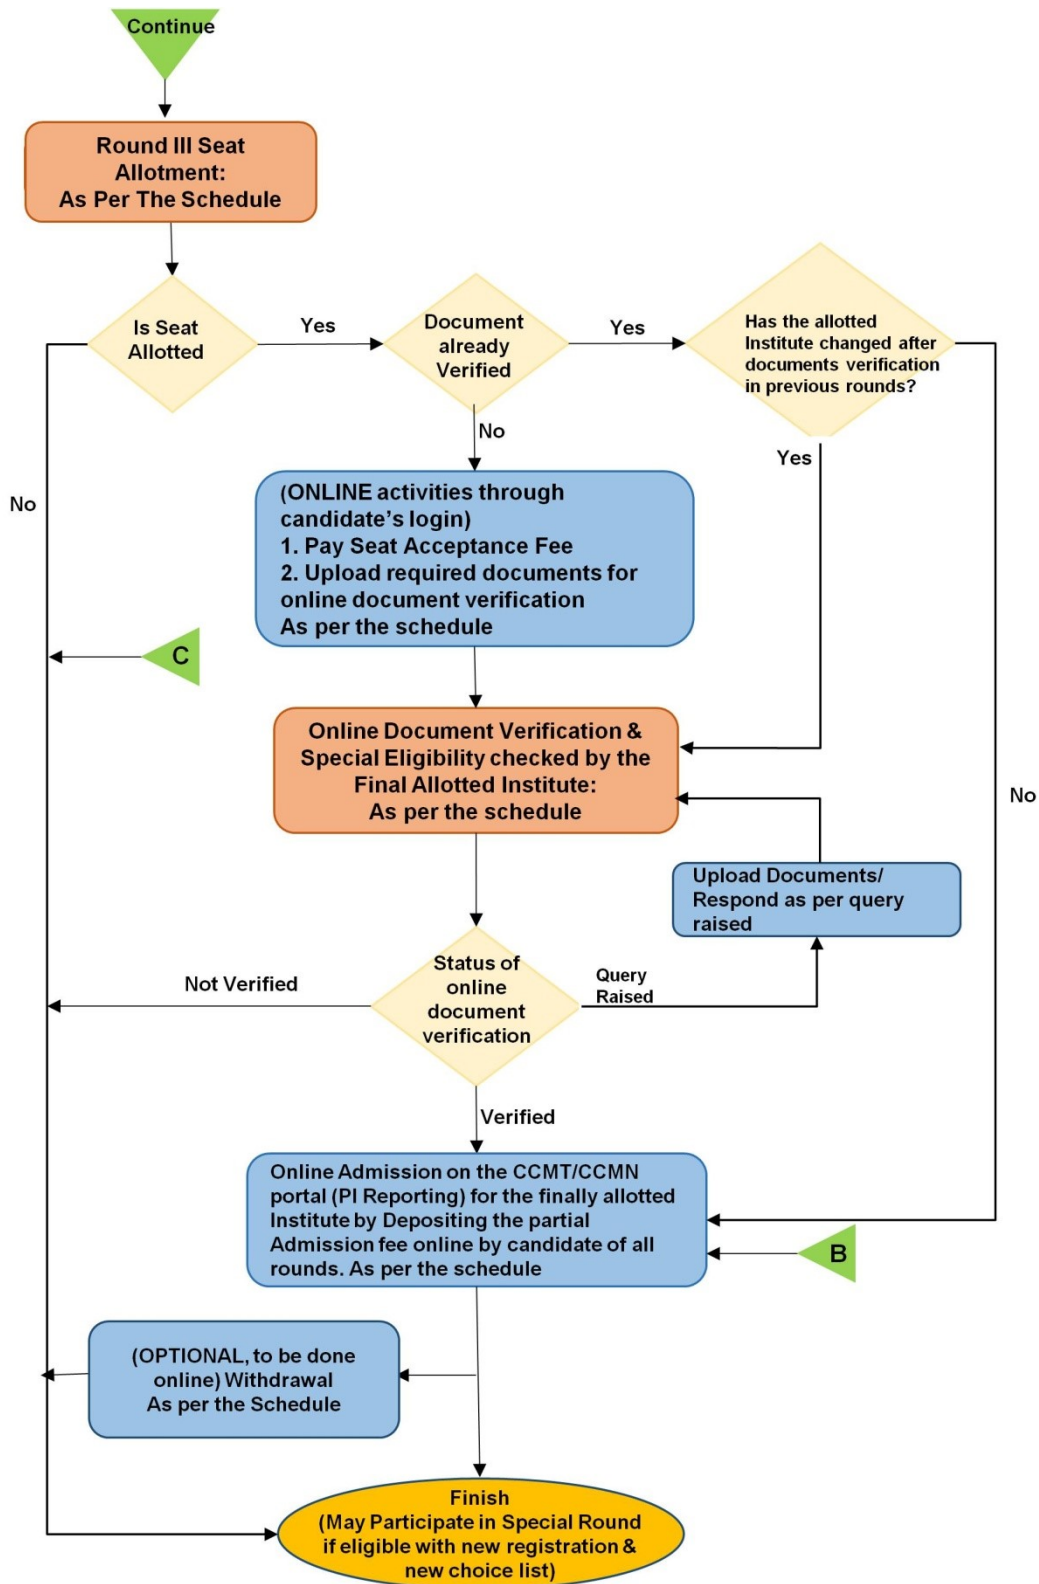 Continue
Round III Seat
Allotment:
As Per The Schedule
Is Seat
Allotted
Yes
Document
already
Verified
Yes
Has the allotted
Institute changed after
documents verification
in previous rounds?
No
Yes
No
(ONLINE activities through
candidate's login)
1. Pay Seat Acceptance Fee
2. Upload required documents for
online document verification
As per the schedule
C
Online Document Verification &
Special Eligibility checked by the
Final Allotted Institute:
As per the schedule
No
Upload Documents/
Respond as per query
raised
Status of
online
document
verification
Not Verified
Query
Raised
Verified
Online Admission on the CCMT/CCMN
portal (PI Reporting) for the finally allotted
Institute by Depositing the partial
Admission fee online by candidate of all
rounds. As per the schedule
B
(OPTIONAL, to be done
online) Withdrawal
As per the Schedule
Finish
(May Participate in Special Round
if eligible with new registration &
new choice list)